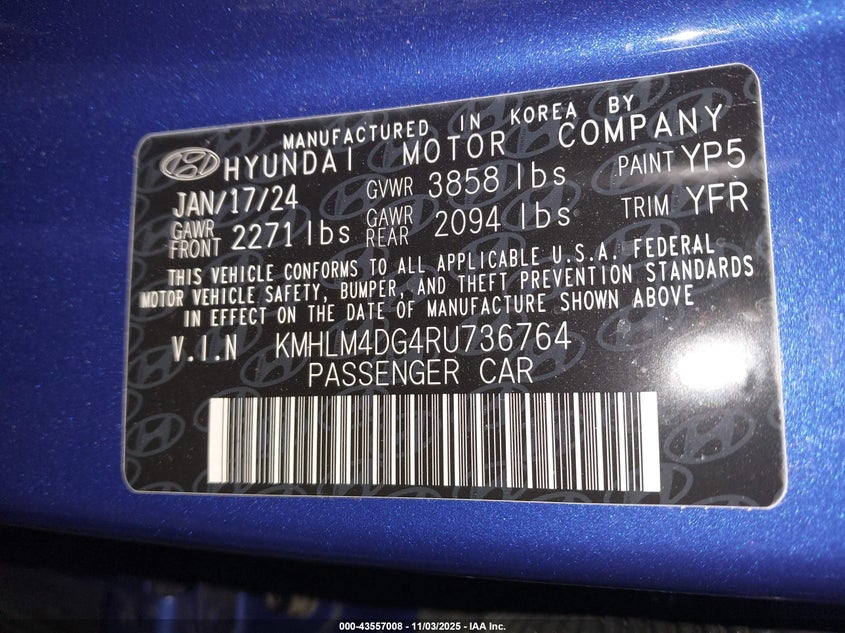 MANUFACTURED IN KOREA BY
HYUNDAI MOTOR COMPANY
JAN/17/24 GVWR 3858 lbs PAINT YP5
GAWR FRONT 2271 lbs GAWR REAR 2094 lbs TRIM YFR
THIS VEHICLE CONFORMS TO ALL APPLICABLE U.S.A. FEDERAL
MOTOR VEHICLE SAFETY, BUMPER, AND THEFT PREVENTION STANDARDS
IN EFFECT ON THE DATE OF MANUFACTURE SHOWN ABOVE
V.I.N KMHLM4DG4RU736764
PASSENGER CAR
000-43557008 - 11/03/2025 - IAA Inc.